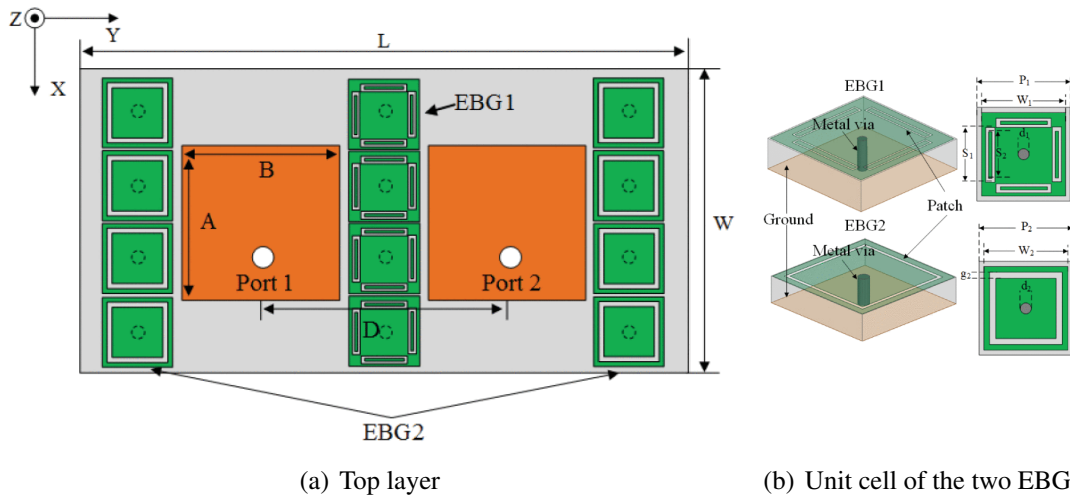 Z
Y
X
L
EBG1
B
A
W
Port 1
Port 2
D
EBG2
(a) Top layer
EBG1
Metal via
Ground
Patch
EBG2
Metal via
P1
W1
S1
S2
d1
P2
W2
g2
d2
(b) Unit cell of the two EBG